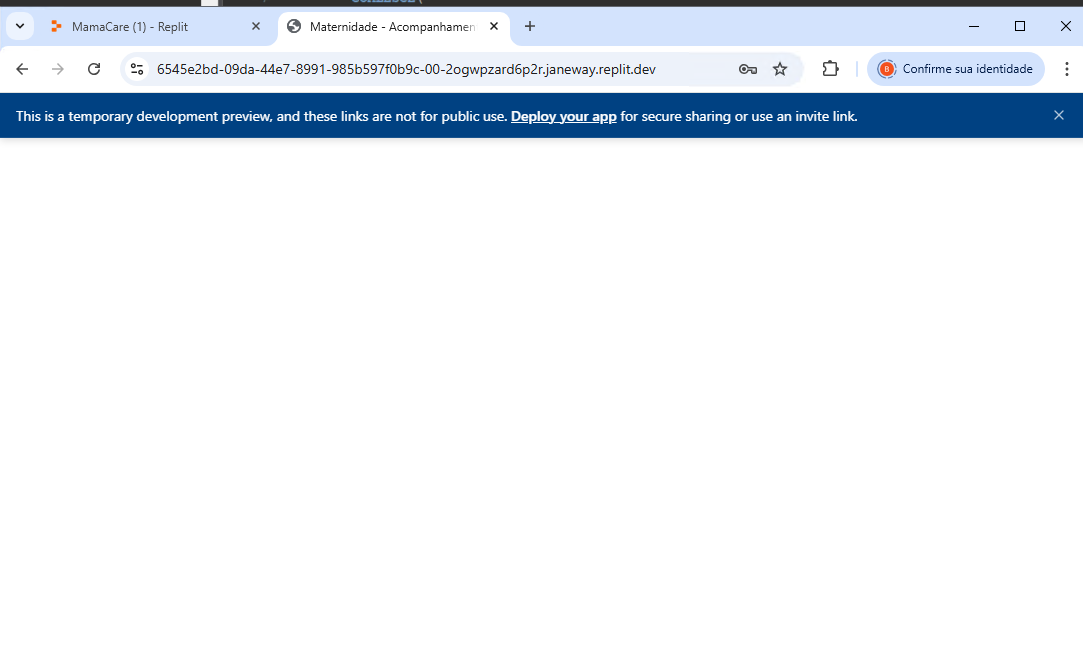 MamaCare (1) - Replit
Maternidade - Acompanhamen
6545e2bd-09da-44e7-8991-985b597f0b9c-00-2ogwpzard6p2r.janeway.replit.dev
B
Confirme sua identidade
This is a temporary development preview, and these links are not for public use. Deploy your app for secure sharing or use an invite link.